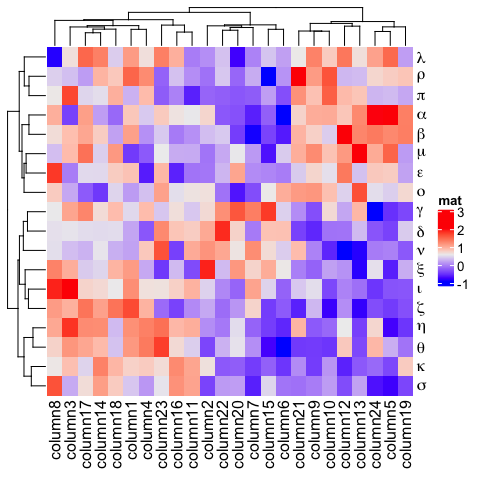 λ
ρ
π
α
β
μ
ε
ο
γ
δ
ν
ξ
ι
ζ
η
θ
κ
σ
mat
3
2
1
0
-1
column8
column3
column17
column14
column18
column1
column4
column23
column16
column11
column2
column22
column20
column7
column15
column6
column21
column9
column10
column12
column13
column24
column5
column19